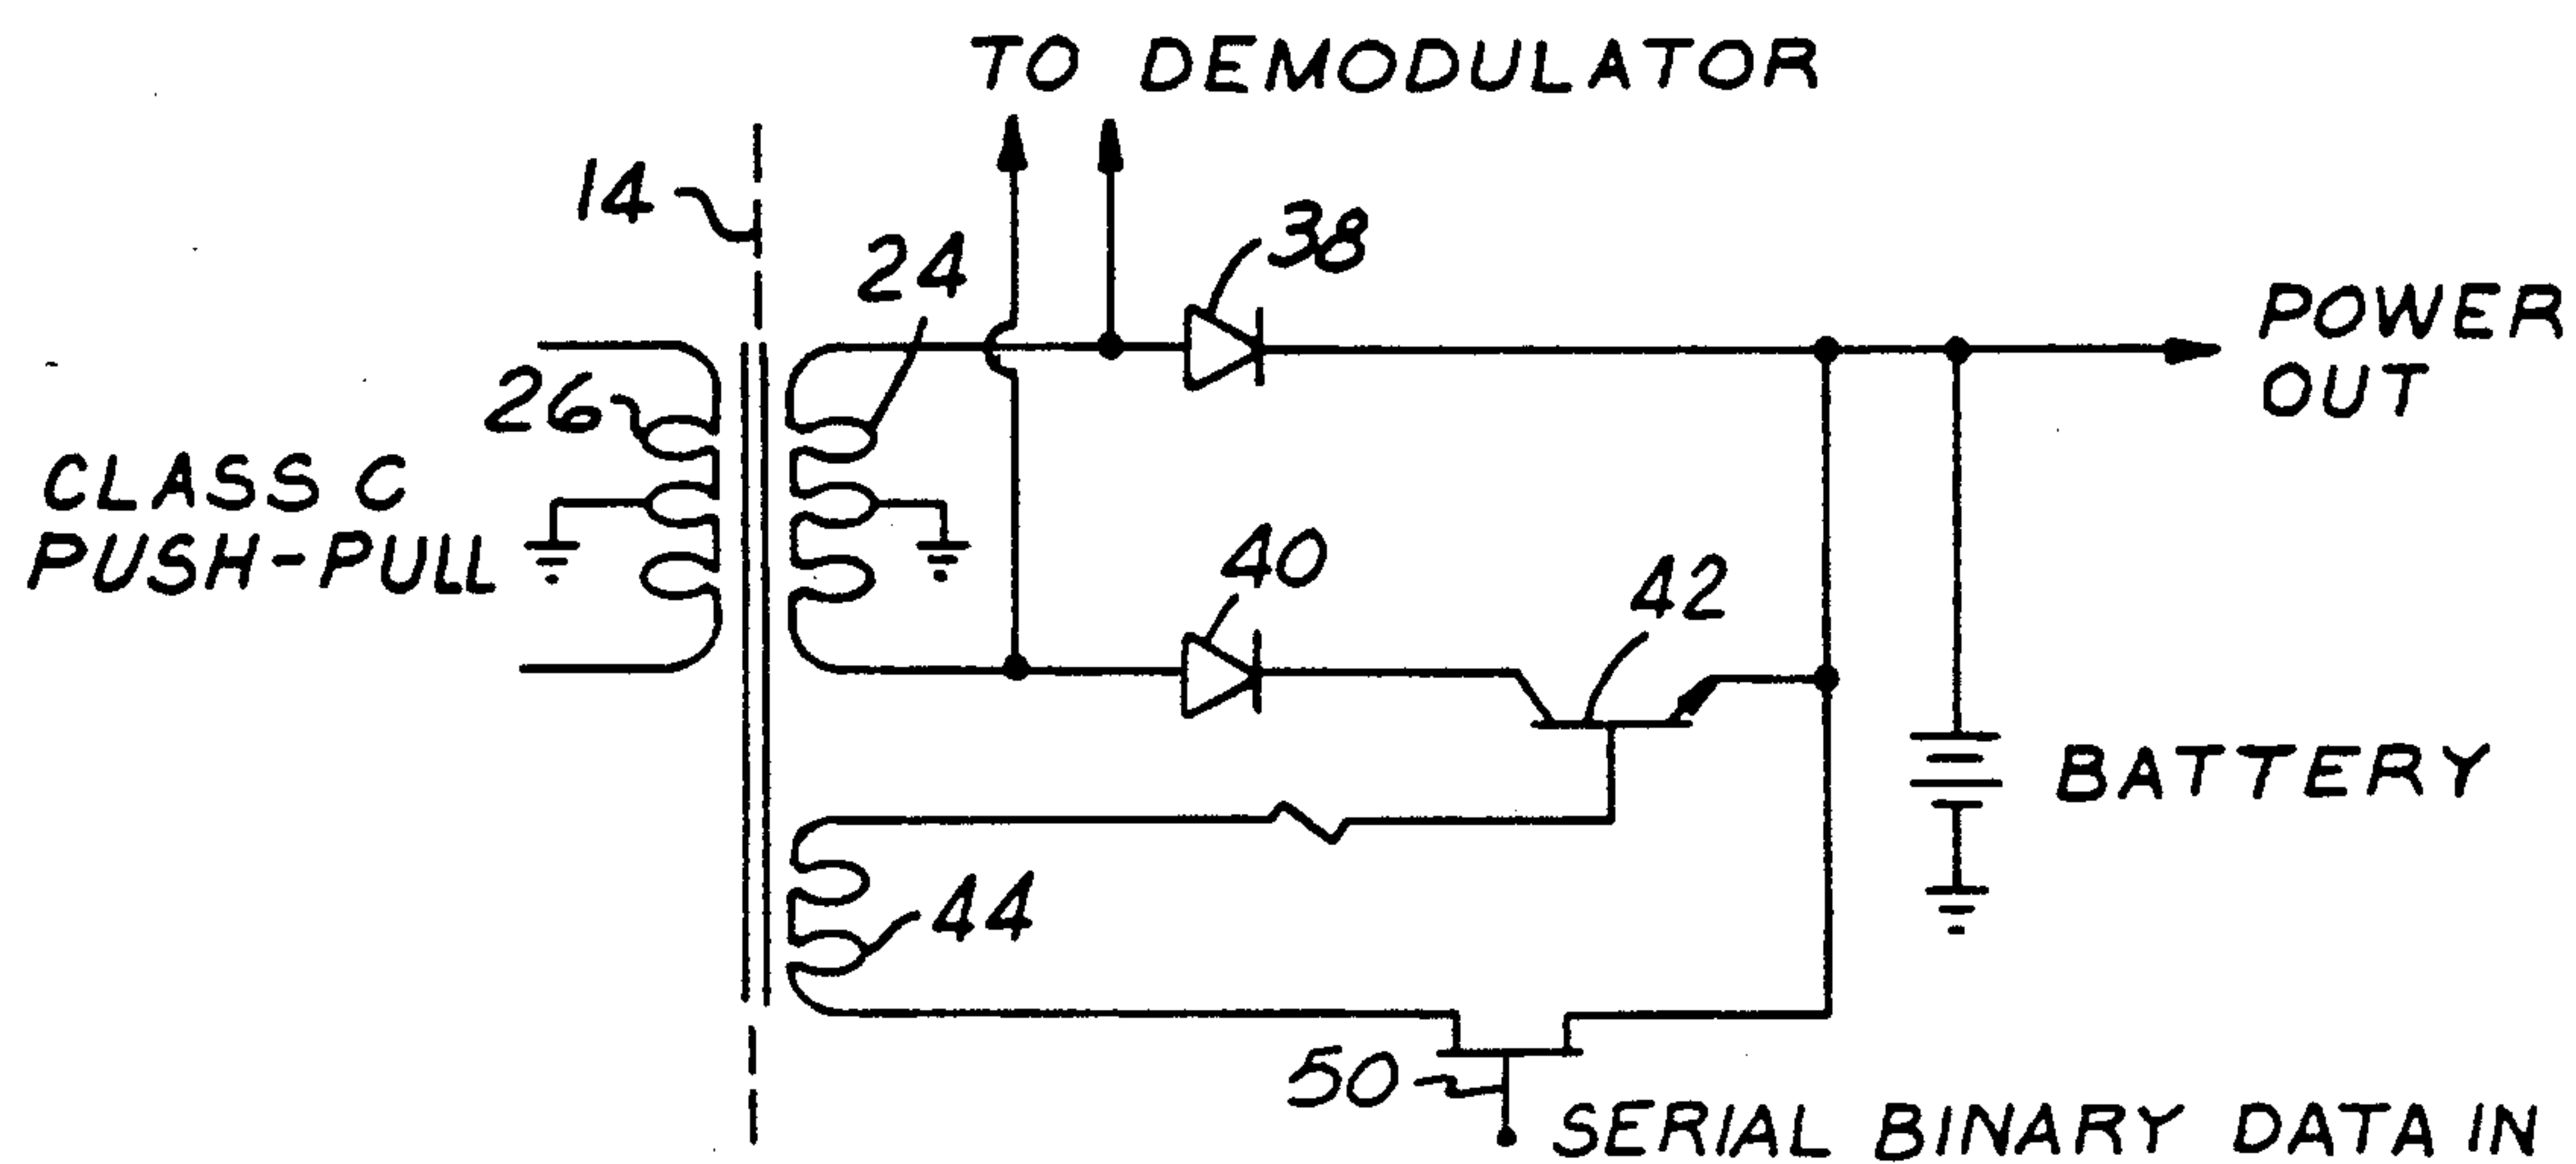 TO DEMODULATOR
14
24
38
26
POWER
OUT
CLASS C
PUSH-PULL
40
42
BATTERY
44
50
SERIAL BINARY DATA IN